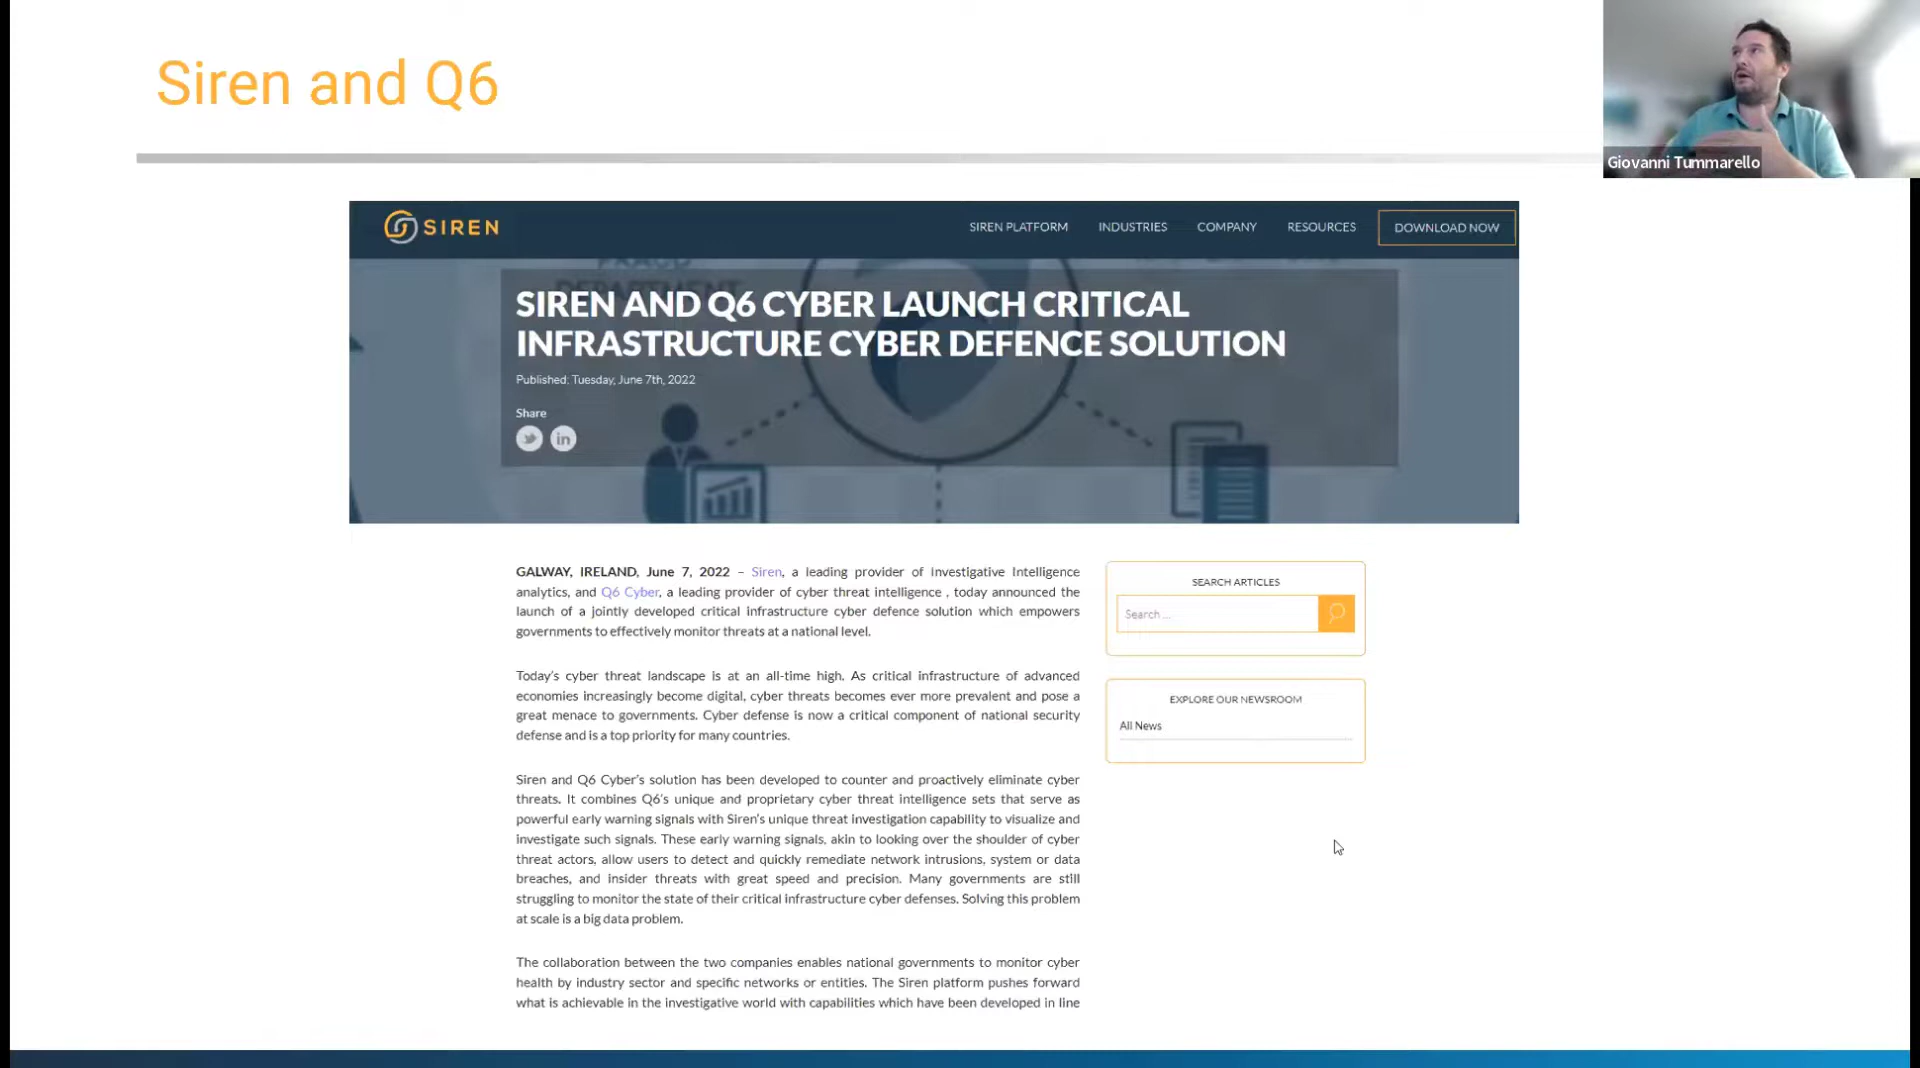 Siren and Q6
Giovanni Tummarello
SIREN
SIREN PLATFORM
INDUSTRIES
COMPANY
RESOURCES
DOWNLOAD NOW
SIREN AND Q6 CYBER LAUNCH CRITICAL
INFRASTRUCTURE CYBER DEFENCE SOLUTION
Published: Tuesday, June 7th, 2022
Share
in
GALWAY, IRELAND, June 7, 2022 – Siren, a leading provider of Investigative Intelligence
analytics, and Q6 Cyber, a leading provider of cyber threat intelligence , today announced the
launch of a jointly developed critical infrastructure cyber defence solution which empowers
governments to effectively monitor threats at a national level.
Today's cyber threat landscape is at an all-time high. As critical infrastructure of advanced
economies increasingly become digital, cyber threats becomes ever more prevalent and pose a
great menace to governments. Cyber defense is now a critical component of national security
defense and is a top priority for many countries.
Siren and Q6 Cyber's solution has been developed to counter and proactively eliminate cyber
threats. It combines Q6's unique and proprietary cyber threat intelligence sets that serve as
powerful early warning signals with Siren's unique threat investigation capability to visualize and
investigate such signals. These early warning signals, akin to looking over the shoulder of cyber
threat actors, allow users to detect and quickly remediate network intrusions, system or data
breaches, and insider threats with great speed and precision. Many governments are still
struggling to monitor the state of their critical infrastructure cyber defenses. Solving this problem
at scale is a big data problem.
The collaboration between the two companies enables national governments to monitor cyber
health by industry sector and specific networks or entities. The Siren platform pushes forward
what is achievable in the investigative world with capabilities which have been developed in line
SEARCH ARTICLES
Search ...
EXPLORE OUR NEWSROOM
All News